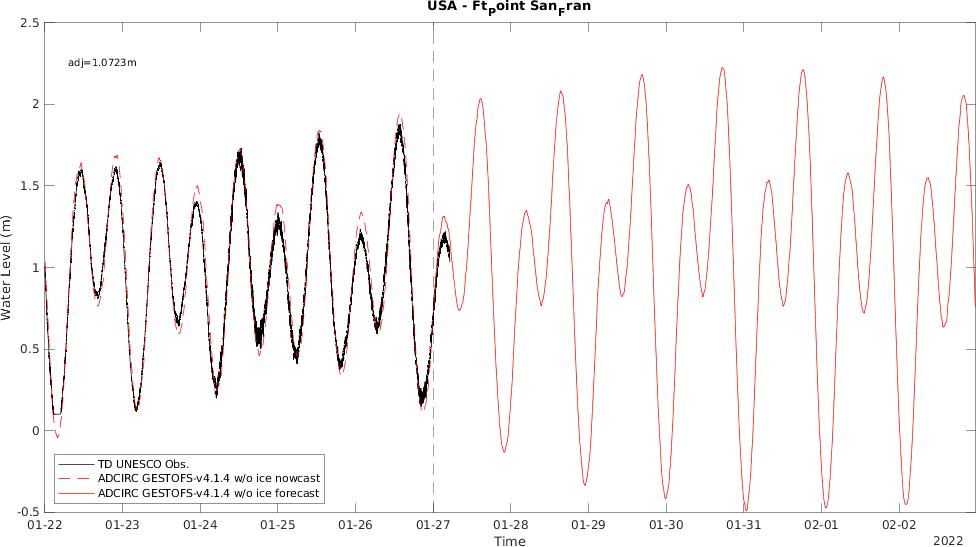 USA - FtPoint SanFran
adj=1.0723m
2.5
2
1.5
1
0.5
0
-0.5
Water Level (m)
TD UNESCO Obs.
ADCIRC GESTOFS-v4.1.4 w/o ice nowcast
ADCIRC GESTOFS-v4.1.4 w/o ice forecast
01-22 01-23 01-24 01-25 01-26 01-27 01-28 01-29 01-30 01-31 02-01 02-02
Time
2022